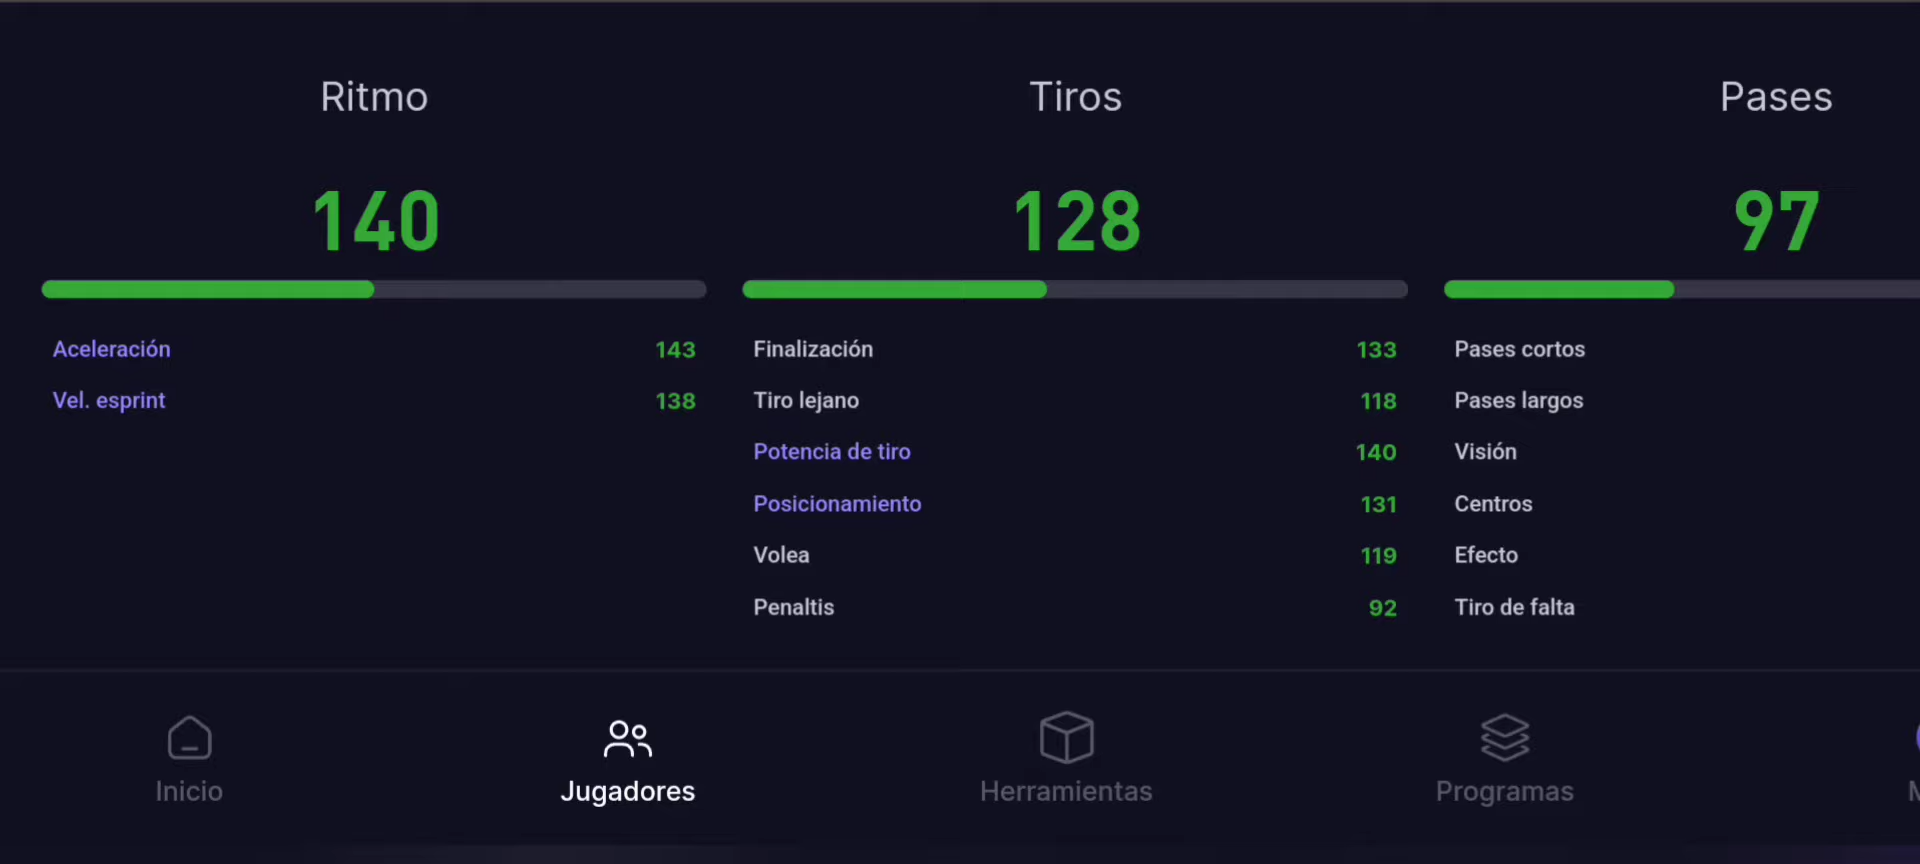 Ritmo
Tiros
Pases
140
128
97
Aceleración 143
Vel. esprint 138
Finalización 133
Tiro lejano 118
Potencia de tiro 140
Posicionamiento 131
Volea 119
Penaltis 92
Pases cortos
Pases largos
Visión
Centros
Efecto
Tiro de falta
Inicio
Jugadores
Herramientas
Programas